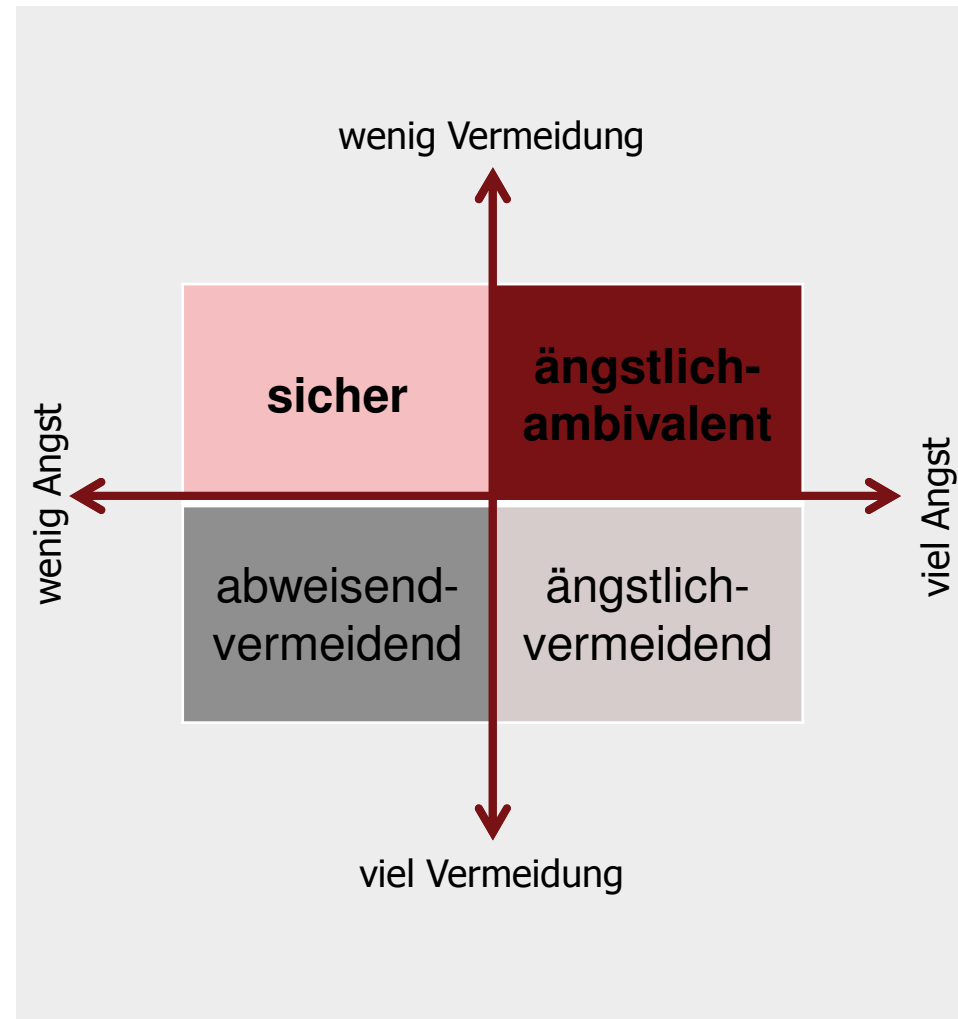 wenig Vermeidung
sicher
ängstlich-
ambivalent
wenig Angst
viel Angst
abweisend-
vermeidend
ängstlich-
vermeidend
viel Vermeidung